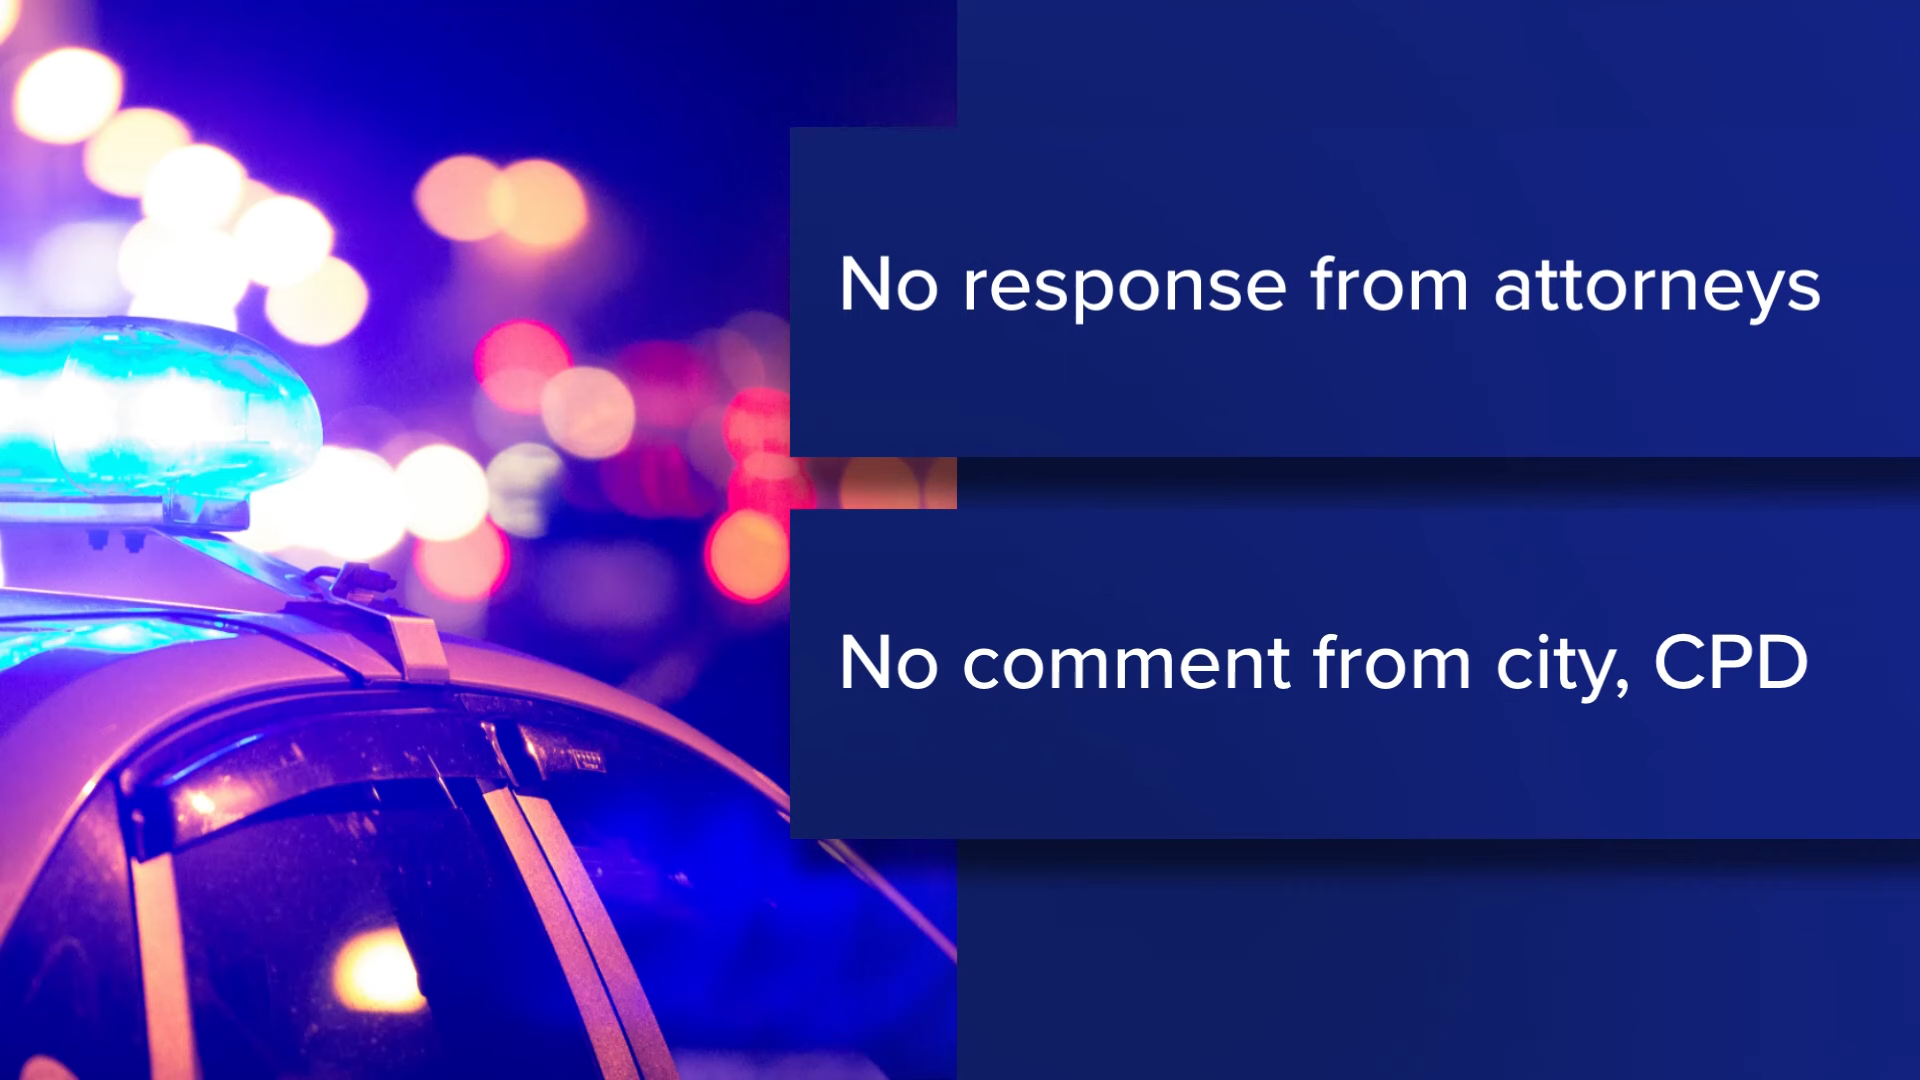 No response from attorneys
No comment from city, CPD